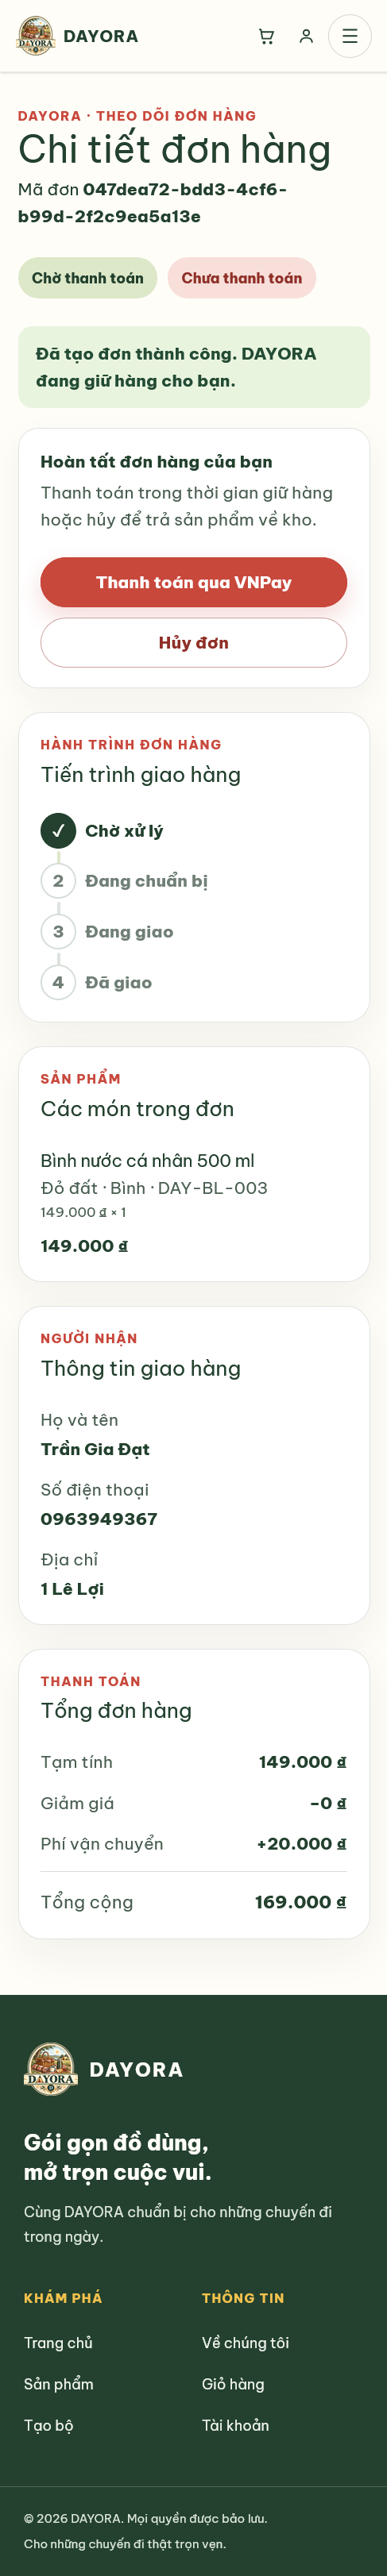 DAYORA
DAYORA · THEO DÕI ĐƠN HÀNG
Chi tiết đơn hàng
Mã đơn 047dea72-bdd3-4cf6-
b99d-2f2c9ea5a13e
Chờ thanh toán
Chưa thanh toán
Đã tạo đơn thành công. DAYORA
đang giữ hàng cho bạn.
Hoàn tất đơn hàng của bạn
Thanh toán trong thời gian giữ hàng
hoặc hủy để trả sản phẩm về kho.
Thanh toán qua VNPay
Hủy đơn
HÀNH TRÌNH ĐƠN HÀNG
Tiến trình giao hàng
✓ Chờ xử lý
2 Đang chuẩn bị
3 Đang giao
4 Đã giao
SẢN PHẨM
Các món trong đơn
Bình nước cá nhân 500 ml
Đỏ đất · Bình · DAY-BL-003
149.000 ₫ × 1
149.000 ₫
NGƯỜI NHẬN
Thông tin giao hàng
Họ và tên
Trần Gia Đạt
Số điện thoại
0963949367
Địa chỉ
1 Lê Lợi
THANH TOÁN
Tổng đơn hàng
Tạm tính 149.000 ₫
Giảm giá −0 ₫
Phí vận chuyển +20.000 ₫
Tổng cộng 169.000 ₫
DAYORA
DAYORA
Gói gọn đồ dùng,
mở trọn cuộc vui.
Cùng DAYORA chuẩn bị cho những chuyến đi
trong ngày.
KHÁM PHÁ
Trang chủ
Sản phẩm
Tạo bộ
THÔNG TIN
Về chúng tôi
Giỏ hàng
Tài khoản
© 2026 DAYORA. Mọi quyền được bảo lưu.
Cho những chuyến đi thật trọn vẹn.